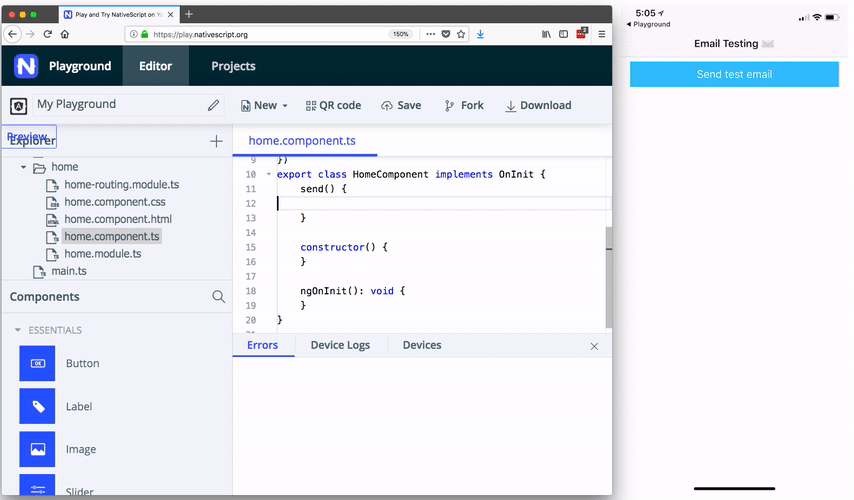 Play and Try NativeScript on Yo
https://play.nativescript.org
150%
2
Playground
Editor
Projects
My Playground
New
QR code
Save
Fork
Download
Preview
Explorer
home
home-routing.module.ts
home.component.css
home.component.html
home.component.ts
home.module.ts
main.ts
Components
ESSENTIALS
Button
Label
Image
Slider
home.component.ts
9 })
10 export class HomeComponent implements OnInit {
11 send() {
12
13 }
14
15 constructor() {
16 }
17
18 ngOnInit(): void {
19 }
20 }
Errors
Device Logs
Devices
5:05
Playground
Email Testing
Send test email